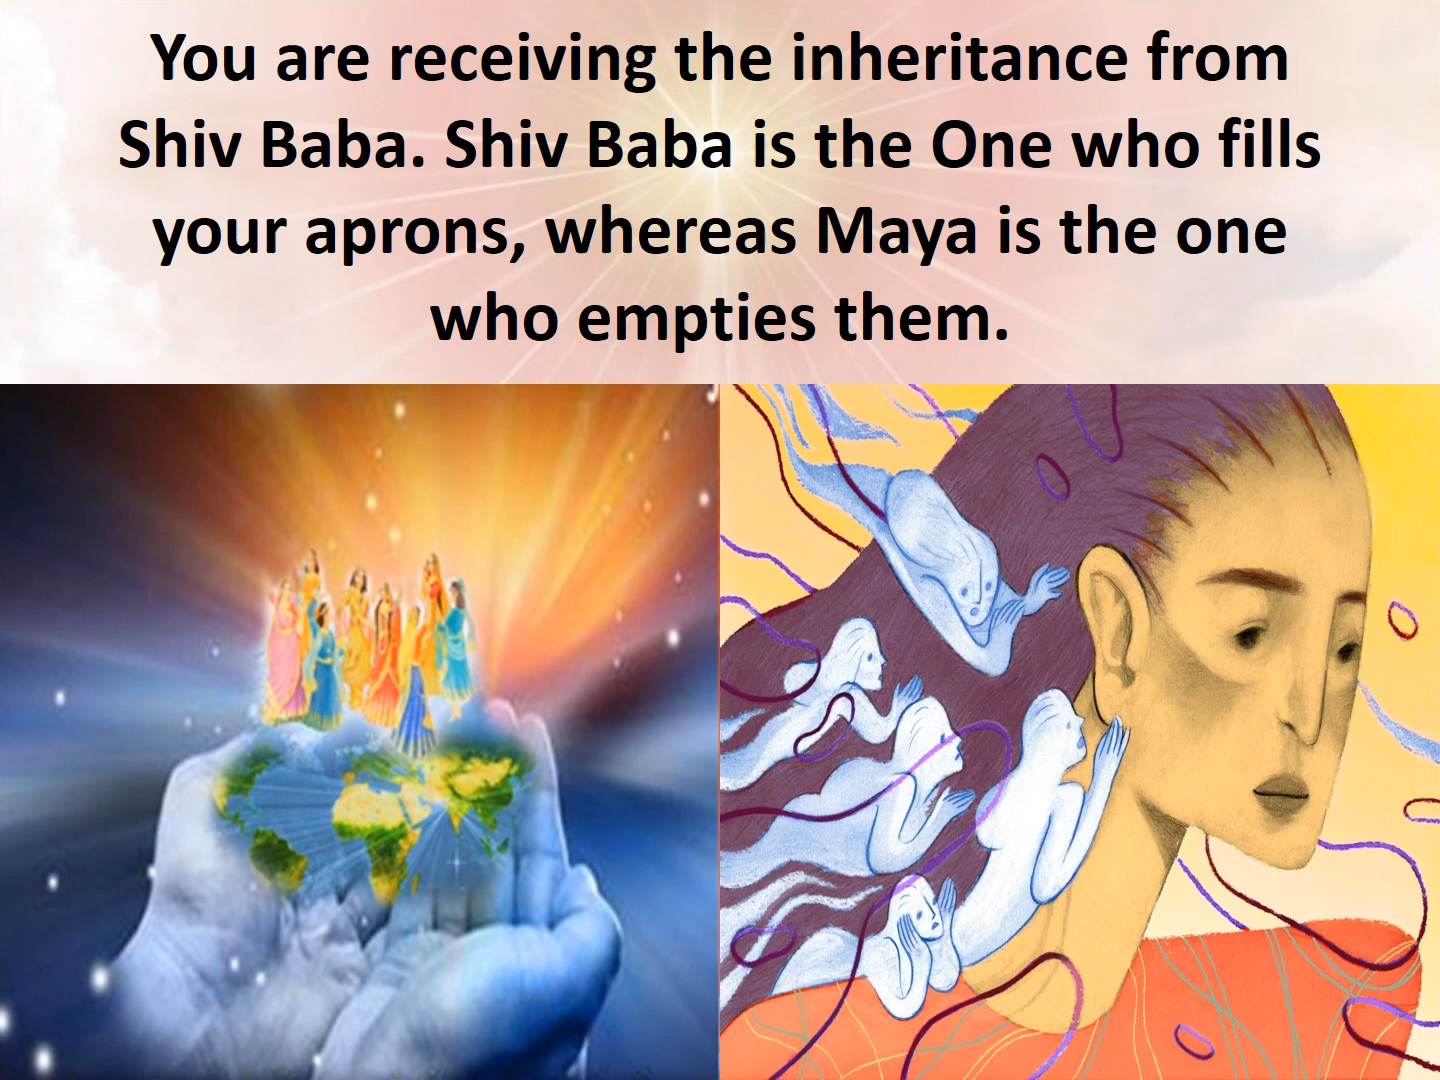 You are receiving the inheritance from
Shiv Baba. Shiv Baba is the One who fills
your aprons, whereas Maya is the one
who empties them.